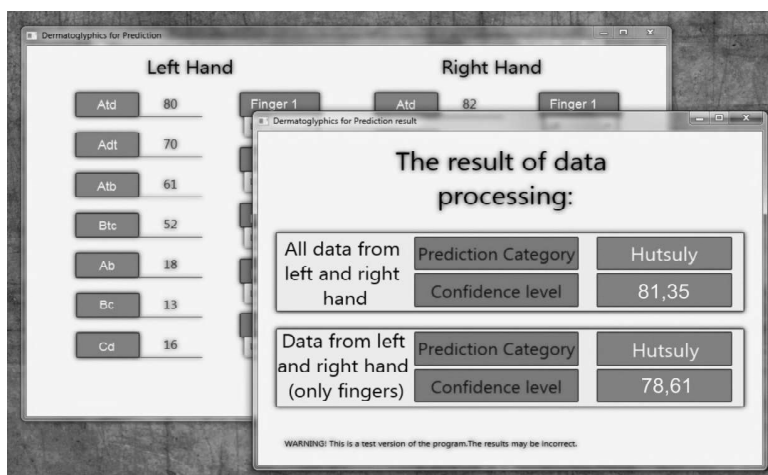 Dermatoglyphics for Prediction
Left Hand
Right Hand
Atd 80 Finger 1 Atd 82 Finger 1
Adt 70
Atb 61
Btc 52
Ab 18
Bc 13
Cd 16
Dermatoglyphics for Prediction result
The result of data
processing:
All data from
left and right
hand
Prediction Category Hutsuly
Confidence level 81,35
Data from left
and right hand
(only fingers)
Prediction Category Hutsuly
Confidence level 78,61
WARNING! This is a test version of the program.The results may be incorrect.